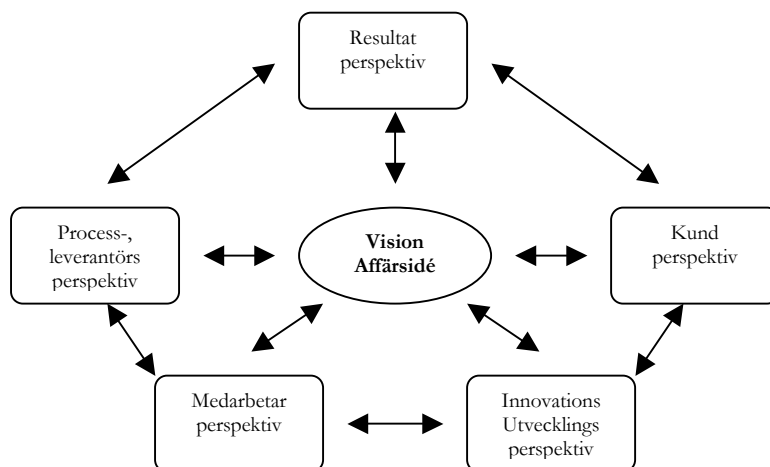 Resultat
perspektiv
Process-,
leverantörs
perspektiv
Vision
Affärsidé
Kund
perspektiv
Medarbetar
perspektiv
Innovations
Utvecklings
perspektiv